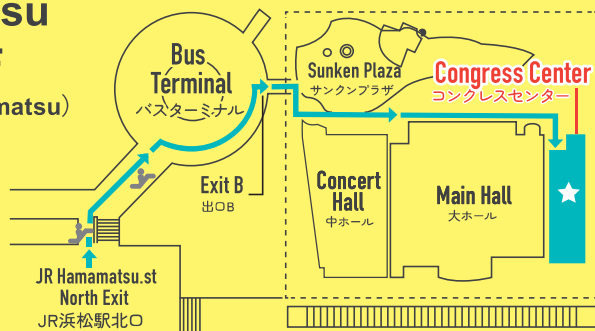 su
matsu）
Bus
Terminal
バスターミナル
Sunken Plaza
サンクンプラザ
Congress Center
コングレスセンター
Exit B
出口B
Concert
Hall
中ホール
Main Hall
大ホール
JR Hamamatsu.st
North Exit
JR浜松駅北口